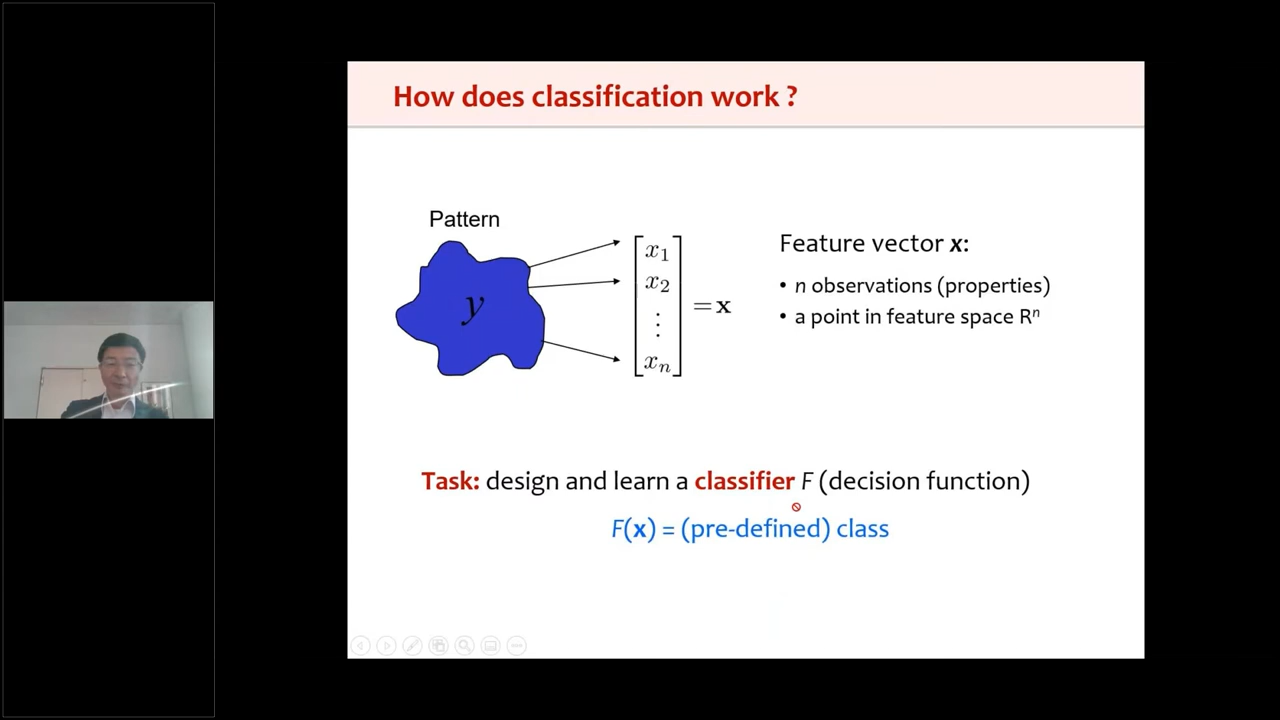 How does classification work ?
Pattern
y
x1
x2
⋮
xn
= x
Feature vector x:
• n observations (properties)
• a point in feature space Rⁿ
Task: design and learn a classifier F (decision function)
F(x) = (pre-defined) class